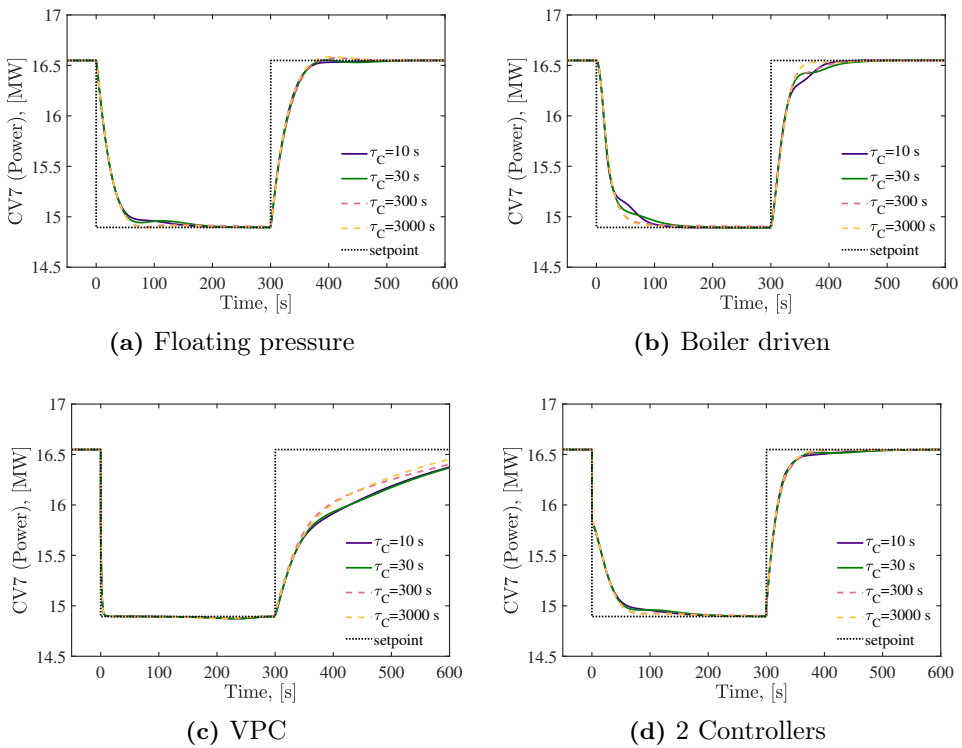 17
16.5
16
15.5
15
14.5
CV7 (Power), [MW]
τC=10 s
τC=30 s
τC=300 s
τC=3000 s
setpoint
0 100 200 300 400 500 600
Time, [s]
(a) Floating pressure
17
16.5
16
15.5
15
14.5
CV7 (Power), [MW]
τC=10 s
τC=30 s
τC=300 s
τC=3000 s
setpoint
0 100 200 300 400 500 600
Time, [s]
(b) Boiler driven
17
16.5
16
15.5
15
14.5
CV7 (Power), [MW]
τC=10 s
τC=30 s
τC=300 s
τC=3000 s
setpoint
0 100 200 300 400 500 600
Time, [s]
(c) VPC
17
16.5
16
15.5
15
14.5
CV7 (Power), [MW]
τC=10 s
τC=30 s
τC=300 s
τC=3000 s
setpoint
0 100 200 300 400 500 600
Time, [s]
(d) 2 Controllers